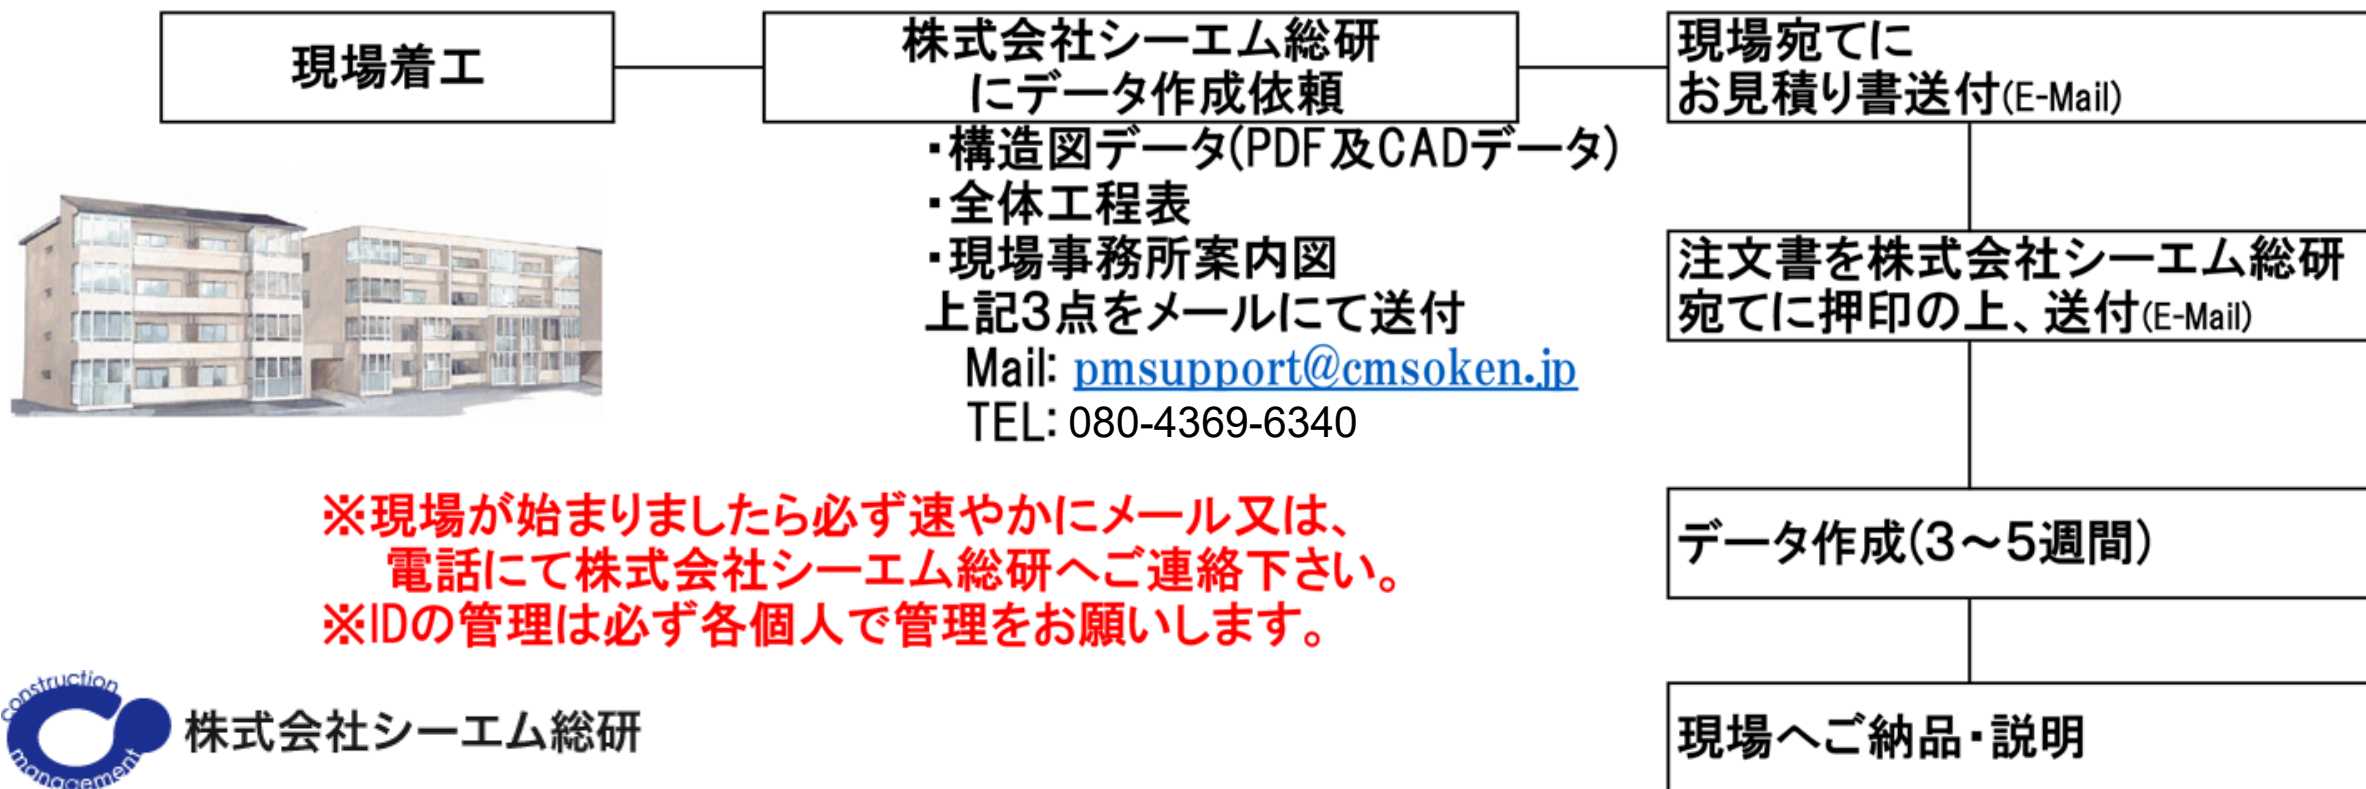 現場着工
株式会社シーエム総研
にデータ作成依頼
・構造図データ(PDF及CADデータ)
・全体工程表
・現場事務所案内図
上記3点をメールにて送付
Mail: pmsupport@cmsoken.jp
TEL: 080-4369-6340
現場宛てに
お見積り書送付(E-Mail)
注文書を株式会社シーエム総研
宛てに押印の上、送付(E-Mail)
データ作成(3～5週間)
現場へご納品・説明
※現場が始まりましたら必ず速やかにメール又は、
電話にて株式会社シーエム総研へご連絡下さい。
※IDの管理は必ず各個人で管理をお願いします。
construction
management
株式会社シーエム総研